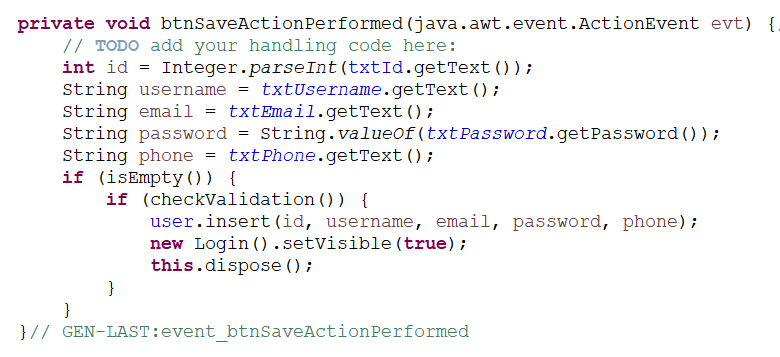 private void btnSaveActionPerformed(java.awt.event.ActionEvent evt) {
    // TODO add your handling code here:
    int id = Integer.parseInt(txtId.getText());
    String username = txtUsername.getText();
    String email = txtEmail.getText();
    String password = String.valueOf(txtPassword.getPassword());
    String phone = txtPhone.getText();
    if (isEmpty()) {
        if (checkValidation()) {
            user.insert(id, username, email, password, phone);
            new Login().setVisible(true);
            this.dispose();
        }
    }
}// GEN-LAST:event_btnSaveActionPerformed